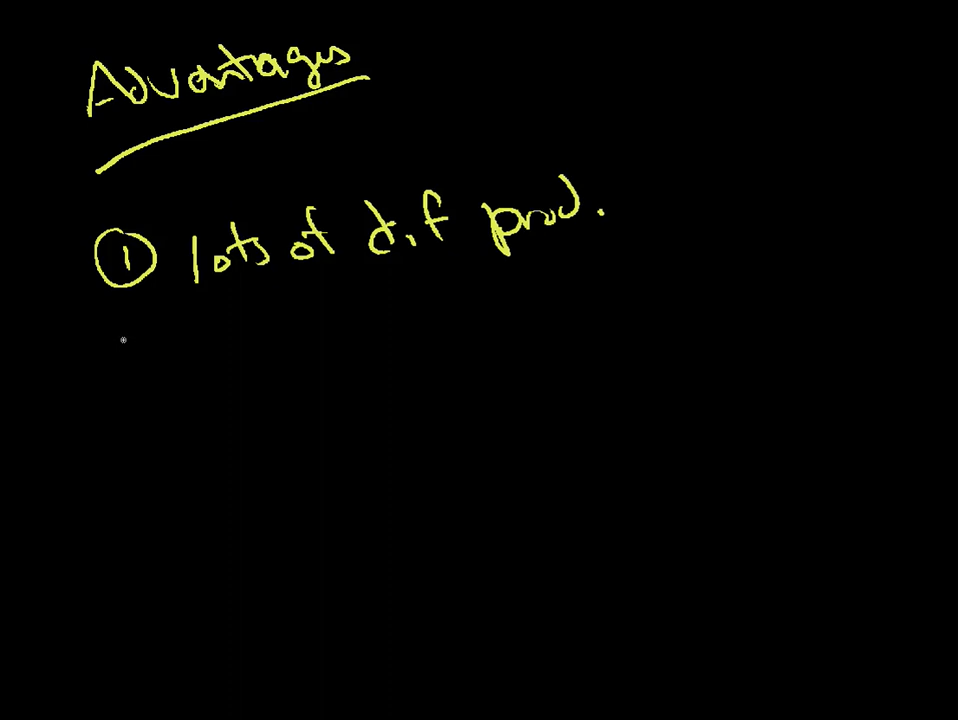 Advantages
① lots of dif prod.